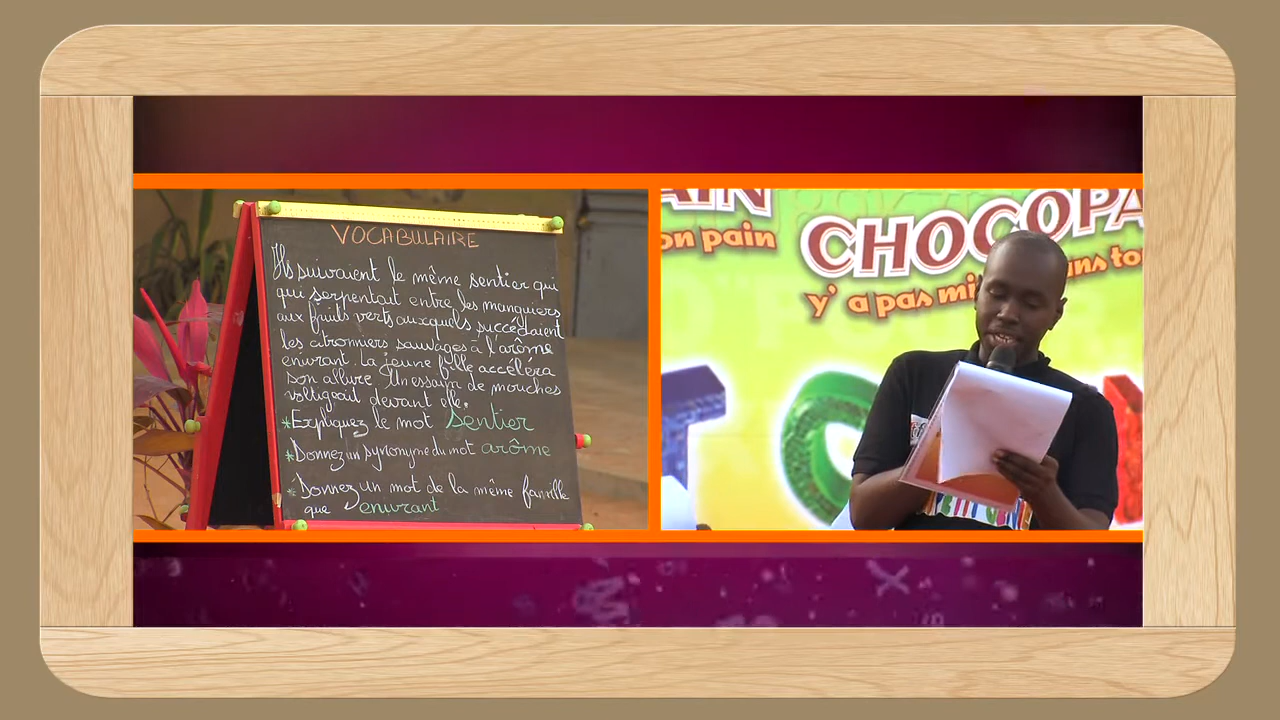 VOCABULAIRE
Ils suivaient le même sentier qui
qui serpentait entre les manguiers
aux fruits verts auxquels succédaient
les citronniers sauvages à l'arôme
enivrant. La jeune fille accéléra
son allure. Un essaim de mouches
voltigeait devant elle.
*Expliquez le mot Sentier
*Donnez un synonyme du mot arôme
*Donnez un mot de la même famille
que enivrant
AIN
on pain
CHOCOPA
y' a pas mi
ans to